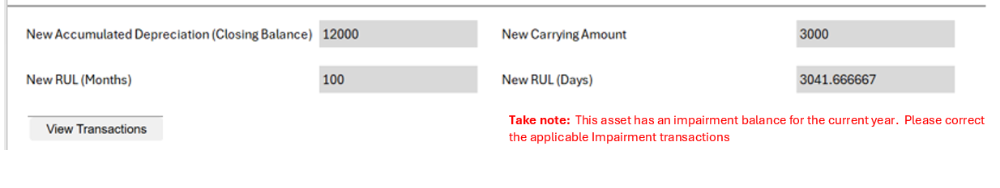 New Accumulated Depreciation (Closing Balance) 12000 New Carrying Amount 3000
New RUL (Months) 100 New RUL (Days) 3041.666667
View Transactions
Take note: This asset has an impairment balance for the current year. Please correct
the applicable Impairment transactions